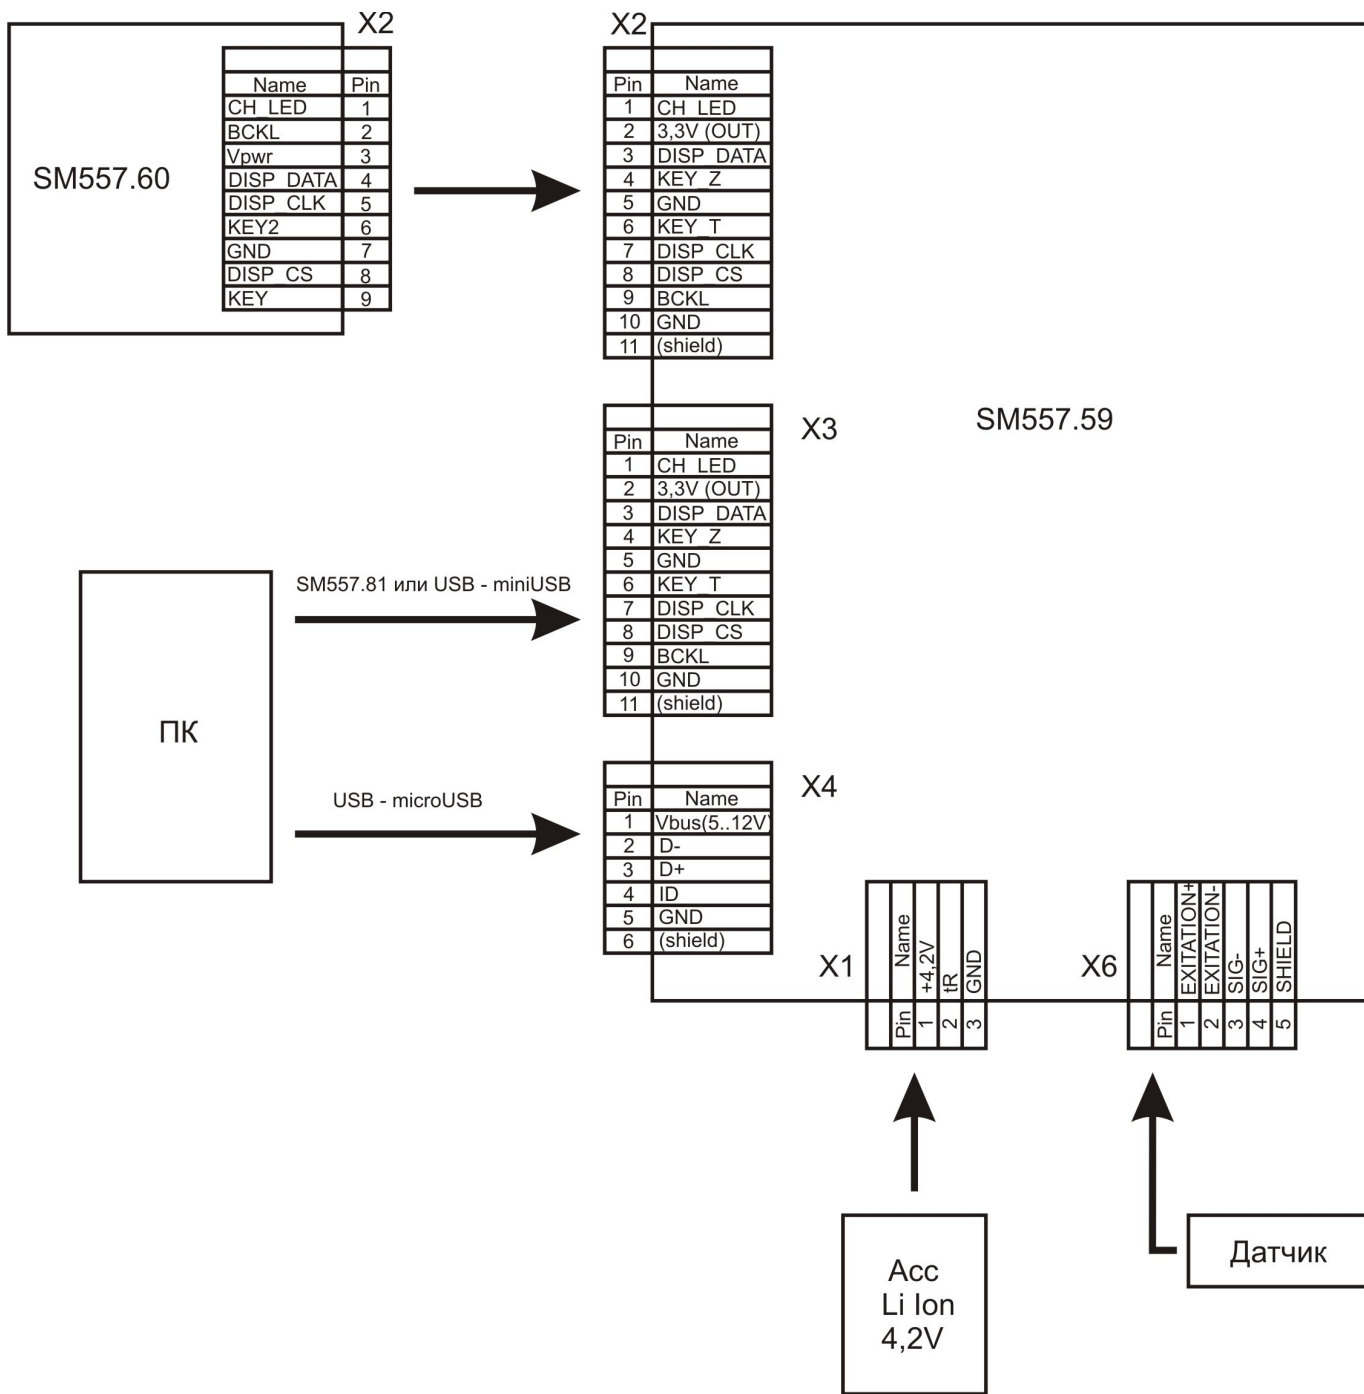 X2
Name Pin
CH_LED 1
BCKL 2
Vpwr 3
DISP_DATA 4
DISP_CLK 5
KEY2 6
GND 7
DISP_CS 8
KEY 9
SM557.60
X2
Pin Name
1 CH_LED
2 3,3V (OUT)
3 DISP_DATA
4 KEY_Z
5 GND
6 KEY_T
7 DISP_CLK
8 DISP_CS
9 BCKL
10 GND
11 (shield)
SM557.59
X3
Pin Name
1 CH_LED
2 3,3V (OUT)
3 DISP_DATA
4 KEY_Z
5 GND
6 KEY_T
7 DISP_CLK
8 DISP_CS
9 BCKL
10 GND
11 (shield)
SM557.81 или USB - miniUSB
ПК
USB - microUSB
X4
Pin Name
1 Vbus(5..12V)
2 D-
3 D+
4 ID
5 GND
6 (shield)
X1
Pin Name
1 +4,2V
2 tR
3 GND
X6
Pin Name
1 EXITATION+
2 EXITATION-
3 SIG-
4 SIG+
5 SHIELD
Acc
Li Ion
4,2V
Датчик